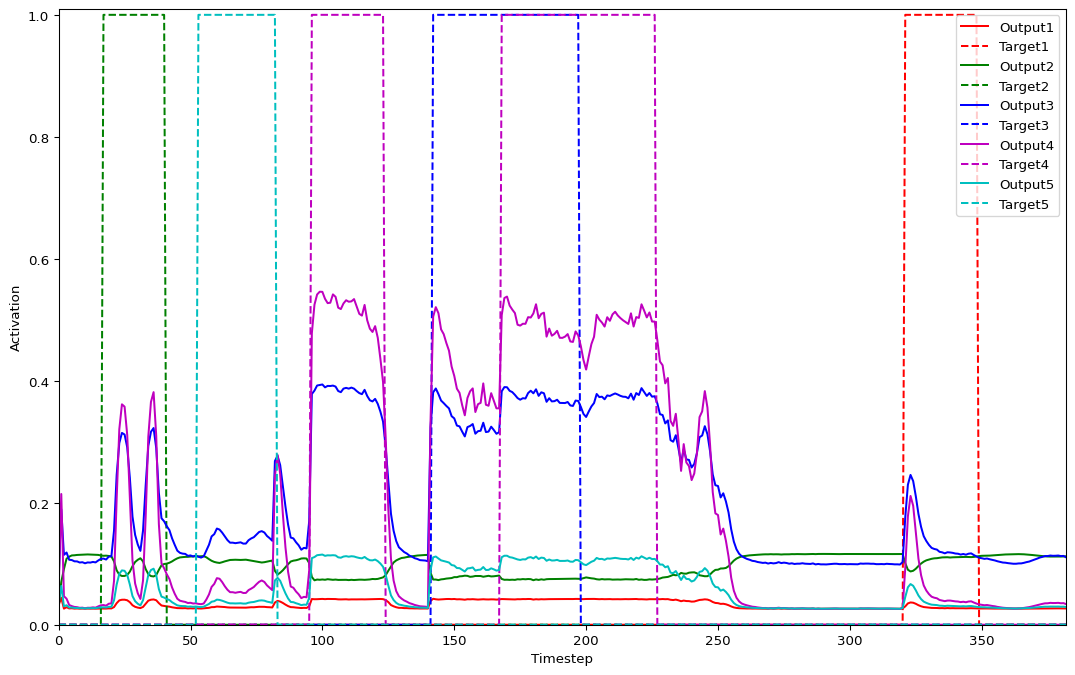 1.0
0.8
0.6
0.4
0.2
0.0
Activation
0
50
100
150
200
250
300
350
Timestep
Output1
Target1
Output2
Target2
Output3
Target3
Output4
Target4
Output5
Target5